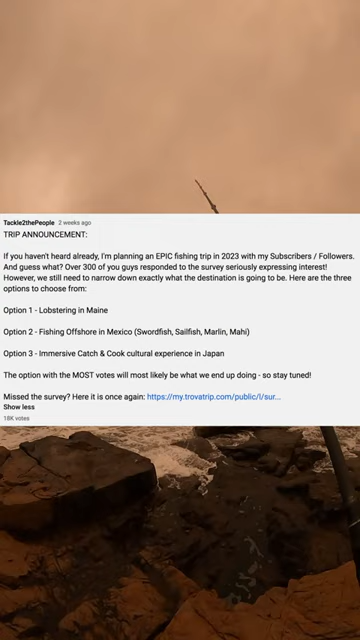 Tackle2thePeople 2 weeks ago
TRIP ANNOUNCEMENT:
If you haven't heard already, I'm planning an EPIC fishing trip in 2023 with my Subscribers / Followers.
And guess what? Over 300 of you guys responded to the survey seriously expressing interest!
However, we still need to narrow down exactly what the destination is going to be. Here are the three
options to choose from:
Option 1 - Lobstering in Maine
Option 2 - Fishing Offshore in Mexico (Swordfish, Sailfish, Marlin, Mahi)
Option 3 - Immersive Catch & Cook cultural experience in Japan
The option with the MOST votes will most likely be what we end up doing - so stay tuned!
Missed the survey? Here it is once again: https://my.trovatrip.com/public/l/sur...
Show less
18K votes